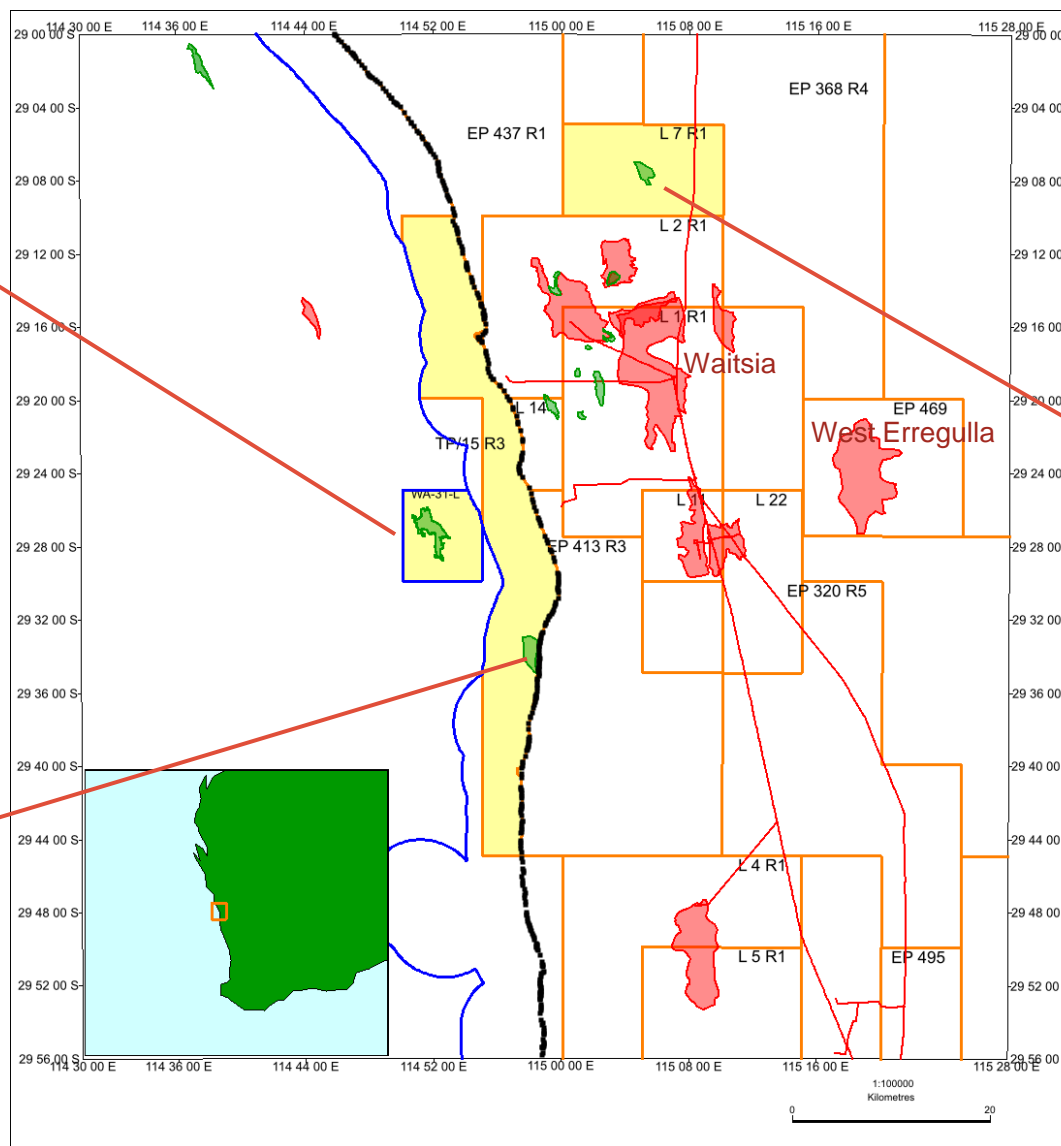 114 30 00 E 114 36 00 E 114 44 00 E 114 52 00 E 115 00 00 E 115 08 00 E 115 16 00 E 115 28 00 E
29 00 00 S 29 00 00
EP 368 R4
29 04 00 S 29 04 00
EP 437 R1 L 7 R1
29 08 00 S 29 08 00
L 2 R1
29 12 00 S 29 12 00
29 16 00 S L 1 R1 29 16 00
Waitsia
29 20 00 S 29 20 00
L 14 EP 469
West Erregulla
TP/15 R3
29 24 00 S 29 24 00
WA-31-L L 11 L 22
29 28 00 S EP 413 R3 29 28 00
EP 320 R5
29 32 00 S 29 32 00
29 36 00 S 29 36 00
29 40 00 S 29 40 00
29 44 00 S 29 44 00
L 4 R1
29 48 00 S 29 48 00
L 5 R1 EP 495
29 52 00 S 29 52 00
29 56 00 S 29 56 00
114 30 00 E 114 36 00 E 114 44 00 E 114 52 00 E 115 00 00 E 115 08 00 E 115 16 00 E 115 28 00 E
1:100000
Kilometres
0 20